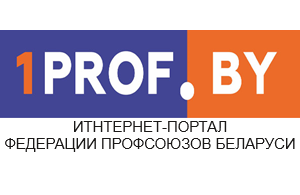 1PROF.BY
ИТНТЕРНЕТ-ПОРТАЛ
ФЕДЕРАЦИИ ПРОФСОЮЗОВ БЕЛАРУСИ